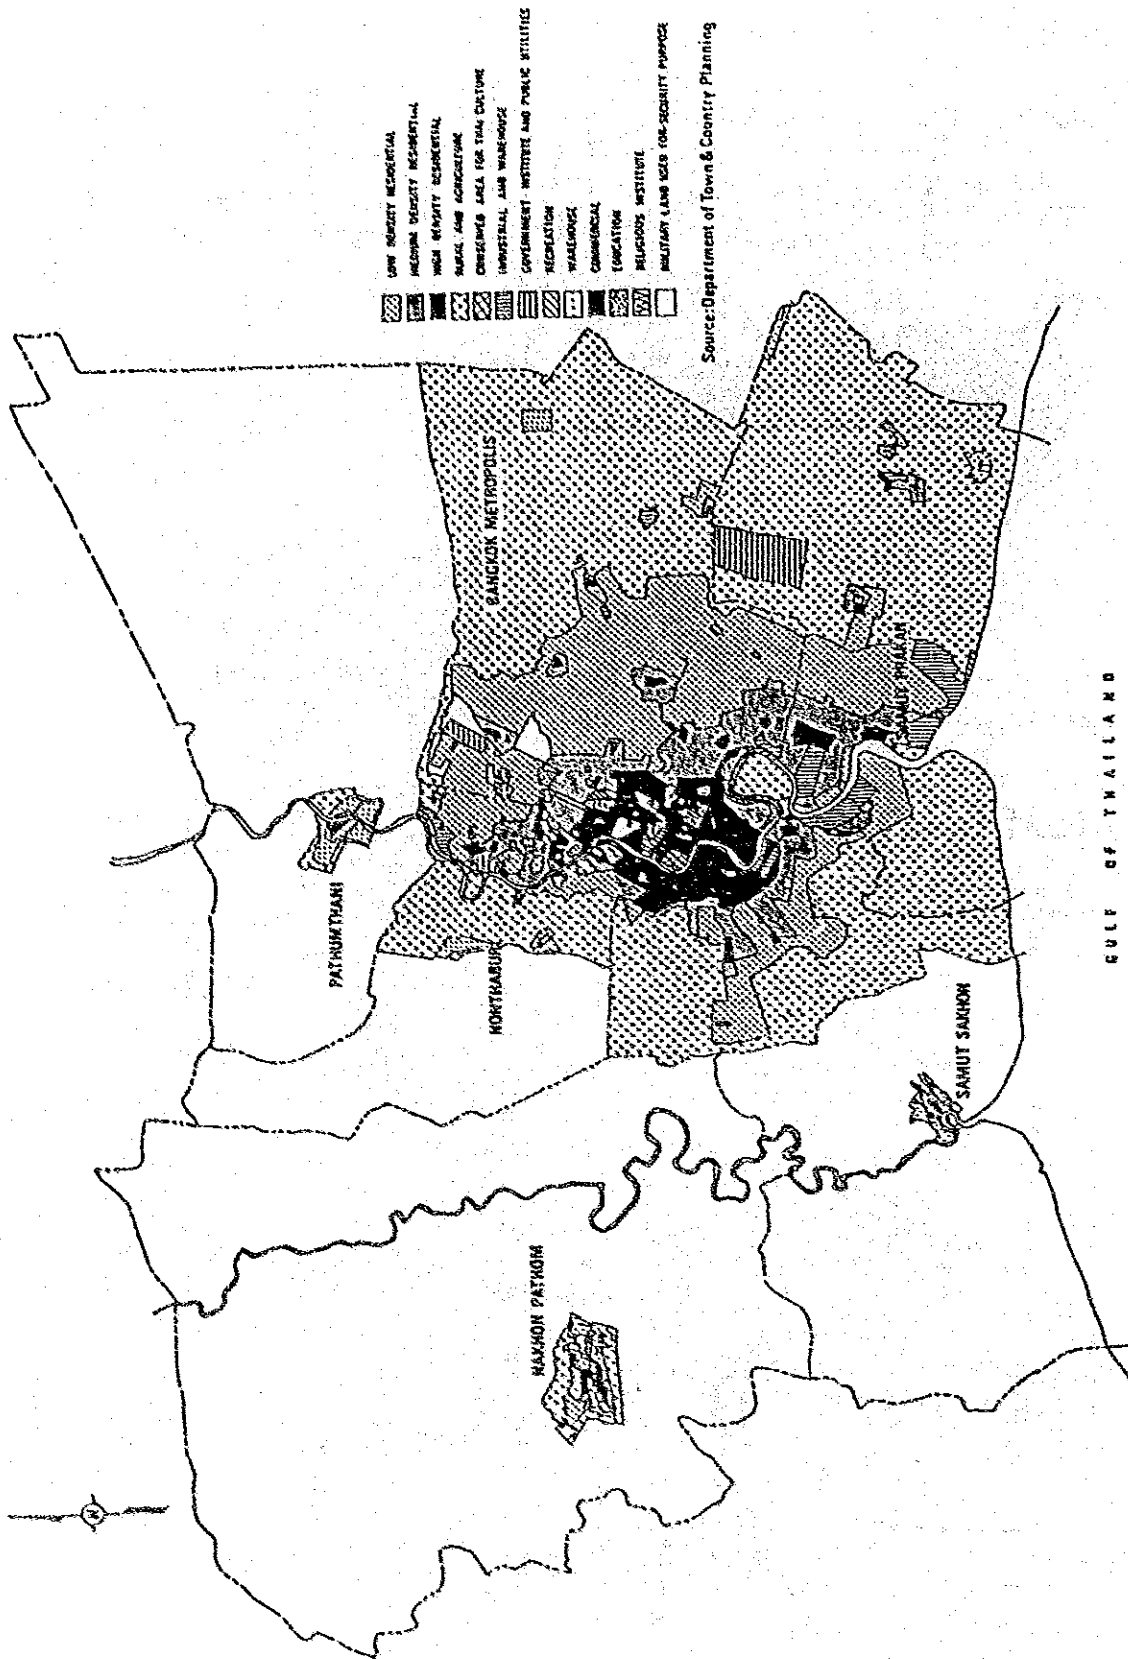 N
PATHUMTHANI
NONTHABURI
BANGKOK METROPOLIS
NAKHON PATHOM
SAMUT PRAKAN
SAMUT SAKHON
GULF OF THAILAND
LOW DENSITY RESIDENTIAL
MEDIUM DENSITY RESIDENTIAL
HIGH DENSITY RESIDENTIAL
RURAL AND AGRICULTURE
CONSERVED AREA FOR THAI CULTURE
INDUSTRIAL AND WAREHOUSE
GOVERNMENT INSTITUTE AND PUBLIC UTILITIES
RECREATION
WAREHOUSE
COMMERCIAL
EDUCATION
RELIGIOUS INSTITUTE
MILITARY LAND USED FOR SECURITY PURPOSE
Source: Department of Town & Country Planning